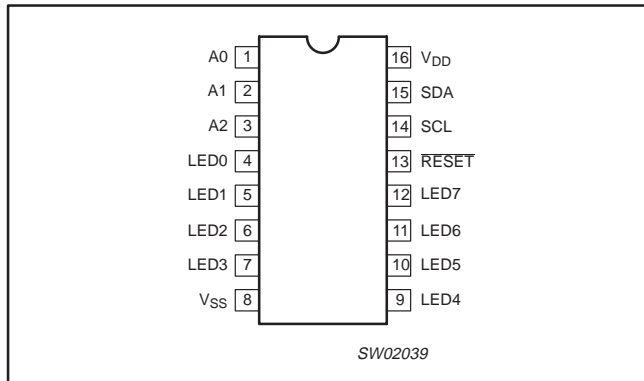 A0 1 16 VDD
A1 2 15 SDA
A2 3 14 SCL
LED0 4 13 RESET
LED1 5 12 LED7
LED2 6 11 LED6
LED3 7 10 LED5
VSS 8 9 LED4
SW02039